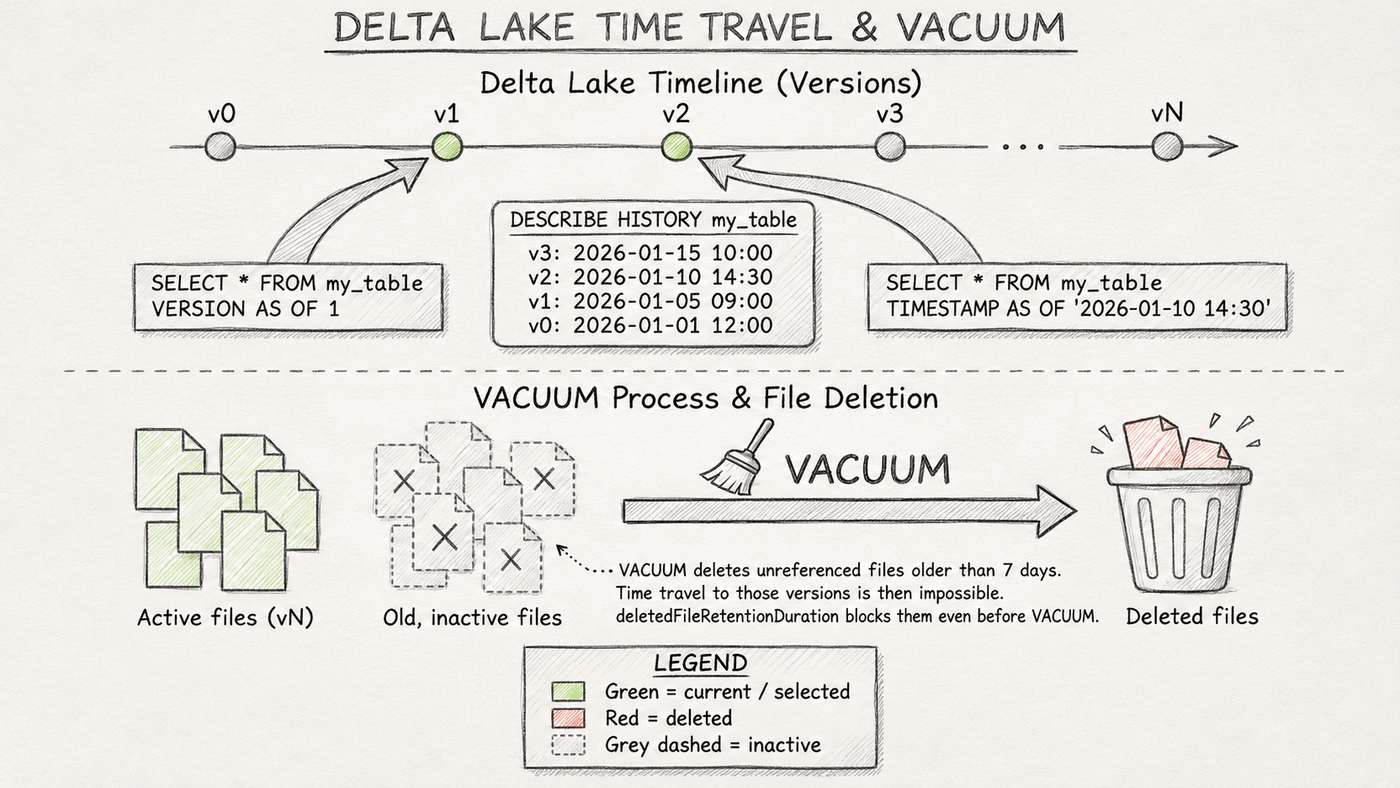 DELTA LAKE TIME TRAVEL & VACUUM
Delta Lake Timeline (Versions)
v0
v1
v2
v3
vN
SELECT * FROM my_table
VERSION AS OF 1
DESCRIBE HISTORY my_table
v3: 2026-01-15 10:00
v2: 2026-01-10 14:30
v1: 2026-01-05 09:00
v0: 2026-01-01 12:00
SELECT * FROM my_table
TIMESTAMP AS OF '2026-01-10 14:30'
VACUUM Process & File Deletion
VACUUM
VACUUM deletes unreferenced files older than 7 days.
Time travel to those versions is then impossible.
deletedFileRetentionDuration blocks them even before VACUUM.
Active files (vN)
Old, inactive files
Deleted files
LEGEND
Green = current / selected
Red = deleted
Grey dashed = inactive